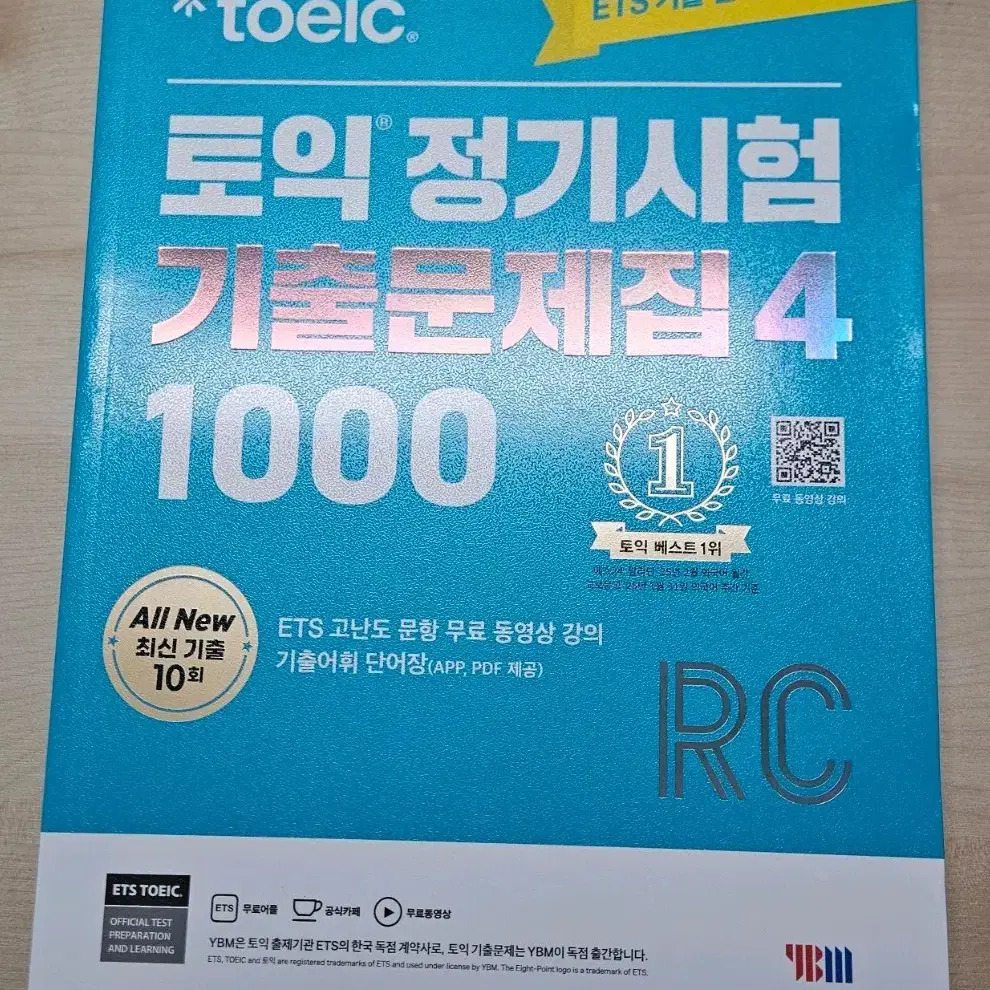 toeic®
ETS 기출
토익® 정기시험
기출문제집 4
1000
1
무료 동영상 강의
토익 베스트 1위
All New
최신 기출
10회
ETS 고난도 문항 무료 동영상 강의
기출어휘 단어장(APP, PDF 제공)
RC
ETS TOEIC.
OFFICIAL TEST
PREPARATION
AND LEARNING
ETS 무료어플 공식카페 무료동영상
YBM은 토익 출제기관 ETS의 한국 독점 계약사로, 토익 기출문제는 YBM이 독점 출간합니다.
ETS, TOEIC and 토익 are registered trademarks of ETS and used under license by YBM. The Eight-Point logo is a trademark of ETS.
YBM